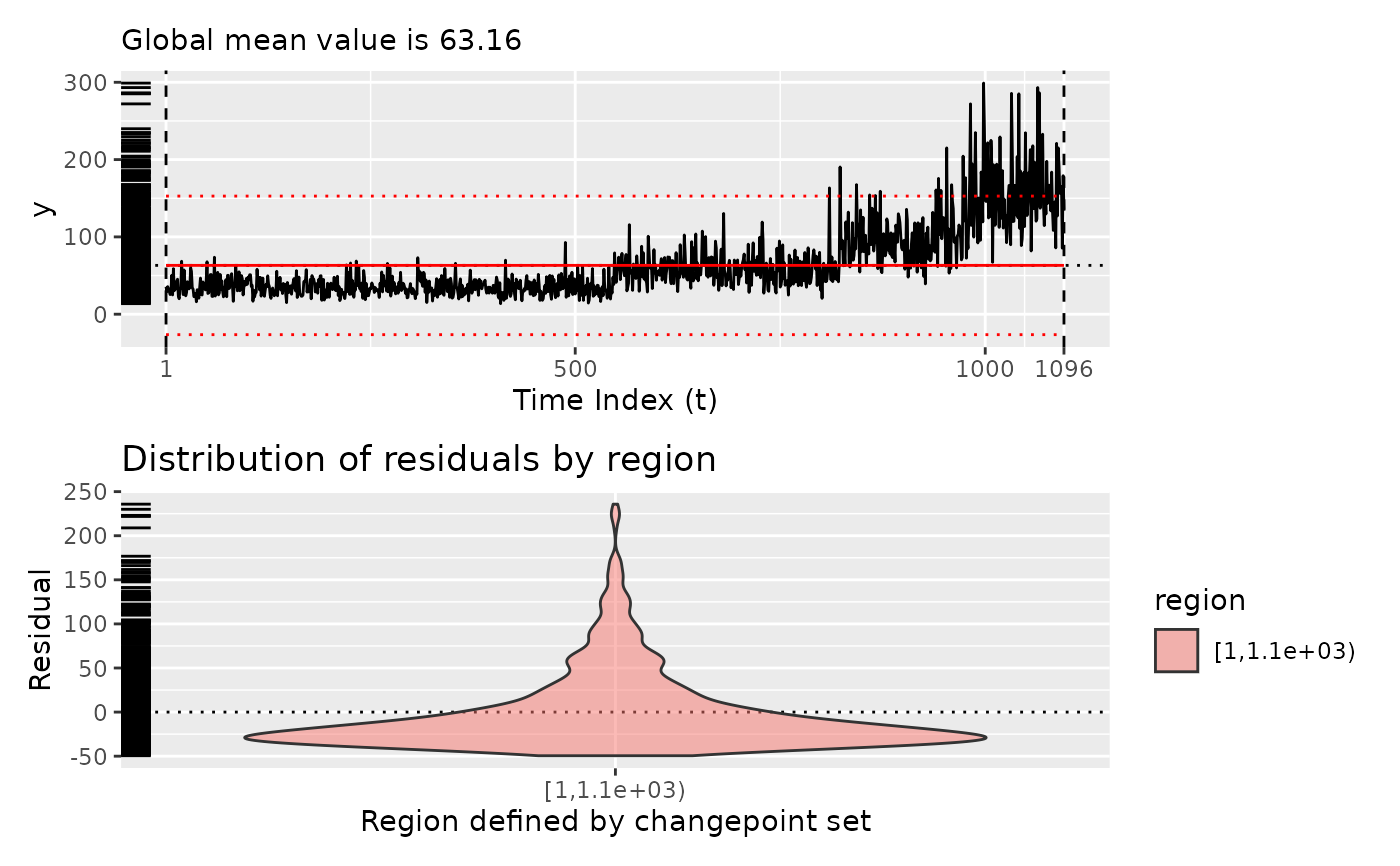 Global mean value is 63.16
300
200
100
0
y
1
500
1000
1096
Time Index (t)
Distribution of residuals by region
250
200
150
100
50
0
-50
Residual
[1,1.1e+03)
Region defined by changepoint set
region
[1,1.1e+03)